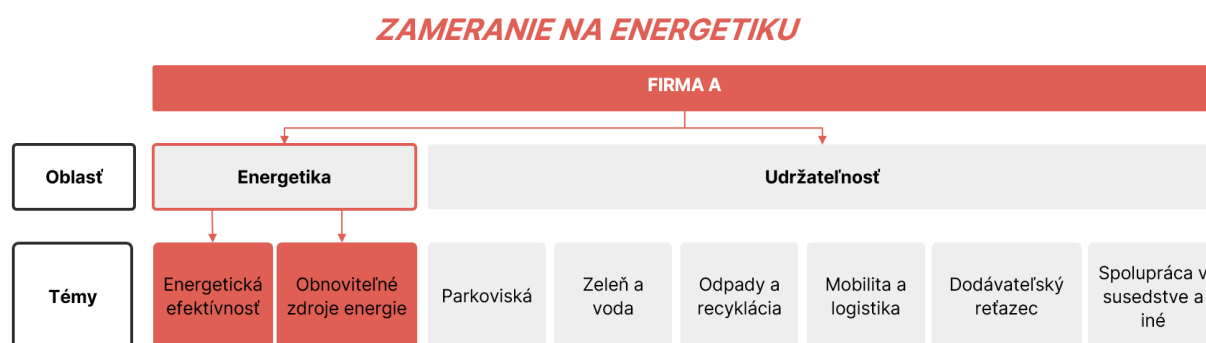 ZAMERANIE NA ENERGETIKU
FIRMA A
Oblasť
Energetika
Udržateľnosť
Témy
Energetická
efektívnosť
Obnoviteľné
zdroje energie
Parkoviská
Zeleň a
voda
Odpady a
recyklácia
Mobilita a
logistika
Dodávateľský
reťazec
Spolupráca v
susedstve a
iné